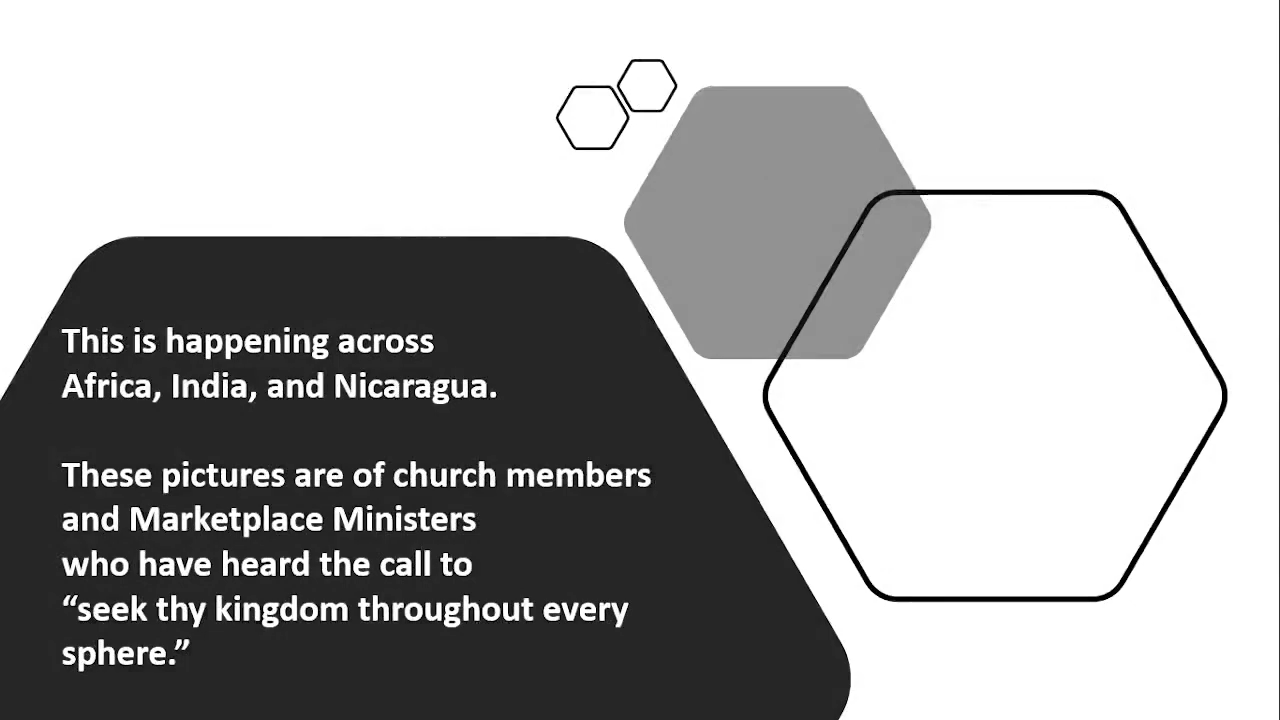 This is happening across
Africa, India, and Nicaragua.
These pictures are of church members
and Marketplace Ministers
who have heard the call to
“seek thy kingdom throughout every
sphere.”